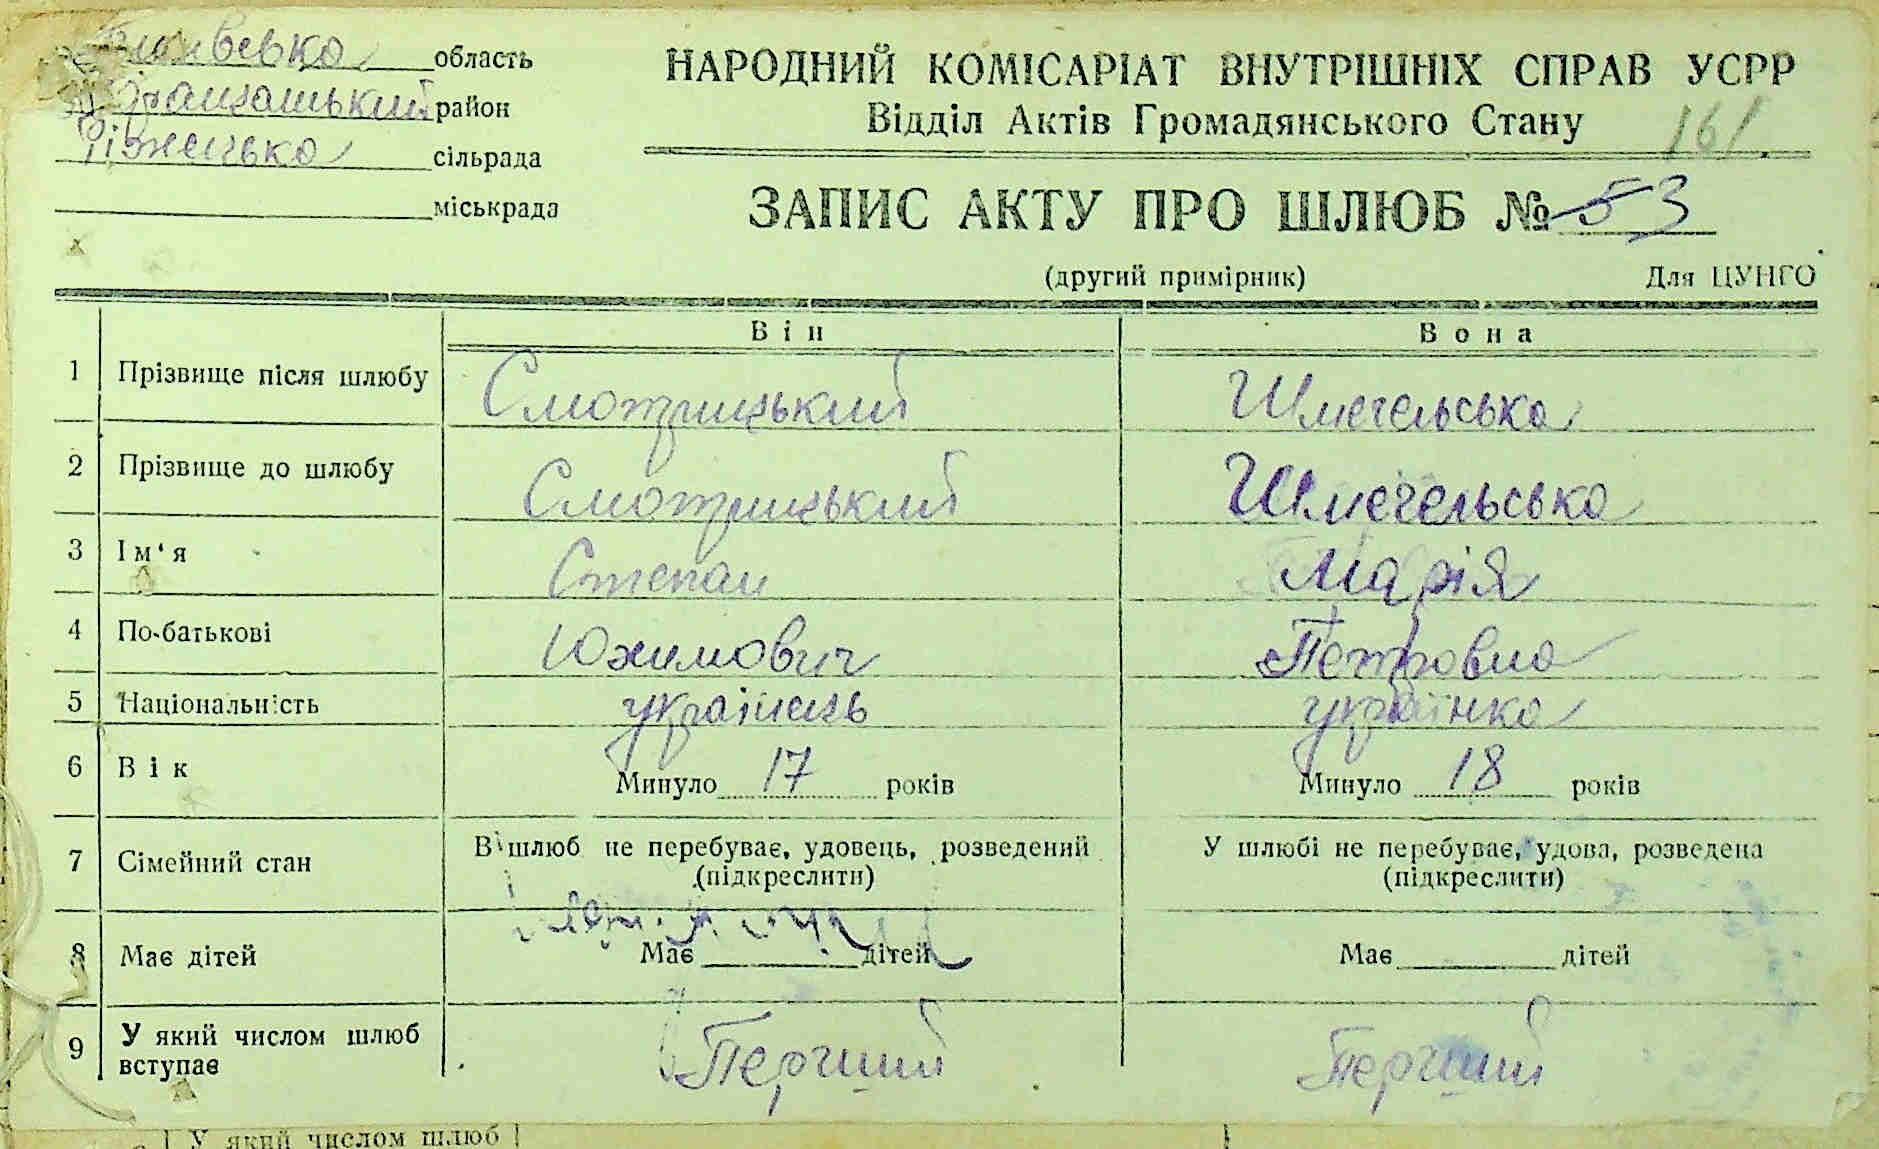 область
район
сільрада
міськрада
НАРОДНИЙ КОМІСАРІАТ ВНУТРІШНІХ СПРАВ УСРР
Відділ Актів Громадянського Стану 161
ЗАПИС АКТУ ПРО ШЛЮБ № 53
(другий примірник) Для ЦУНГО
Він Вона
1 Прізвище після шлюбу Смотрицький Шмегельська
2 Прізвище до шлюбу Смотрицький Шмегельська
3 Ім'я Степан Марія
4 По-батькові Юхимович Петровна
5 Національність українець українка
6 Вік Минуло 17 років Минуло 18 років
7 Сімейний стан В шлюб не перебуває, удовець, розведений (підкреслити) У шлюбі не перебуває, удова, розведена (підкреслити)
8 Має дітей Має дітей Має дітей
9 У який числом шлюб вступає Перший Перший
У який числом шлюб